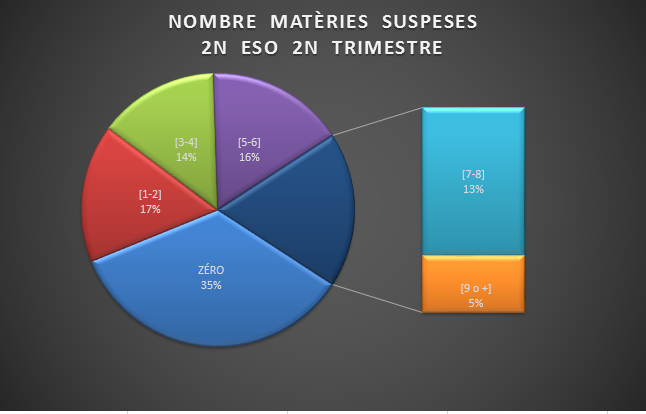 NOMBRE MATÈRIES SUSPESES
2N ESO 2N TRIMESTRE
[3-4]
14%
[5-6]
16%
[7-8]
13%
[1-2]
17%
ZÉRO
35%
[9 o +]
5%